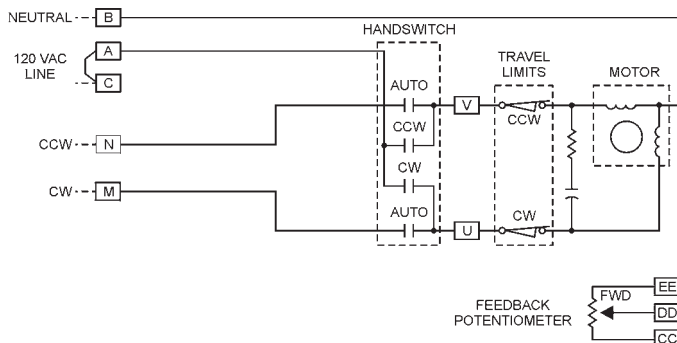 NEUTRAL B
HANDSWITCH
A
120 VAC
LINE
C
TRAVEL
LIMITS
MOTOR
AUTO
V
CCW
CCW
CCW N
CW
CW M
AUTO
CW
U
FWD
EE
FEEDBACK
POTENTIOMETER
DD
CC